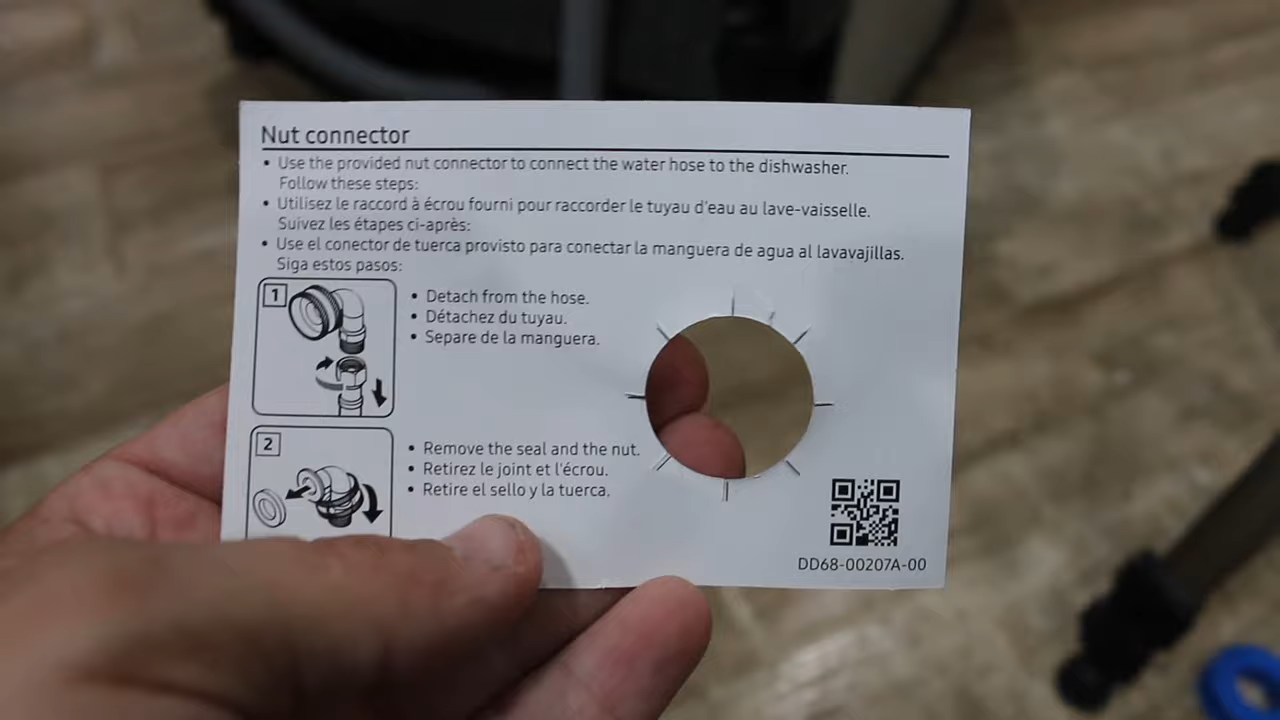 Nut connector
• Use the provided nut connector to connect the water hose to the dishwasher.
Follow these steps:
• Utilisez le raccord à écrou fourni pour raccorder le tuyau d'eau au lave-vaisselle.
Suivez les étapes ci-après:
• Use el conector de tuerca provisto para conectar la manguera de agua al lavavajillas.
Siga estos pasos:
1
• Detach from the hose.
• Détachez du tuyau.
• Separe de la manguera.
2
• Remove the seal and the nut.
• Retirez le joint et l'écrou.
• Retire el sello y la tuerca.
DD68-00207A-00